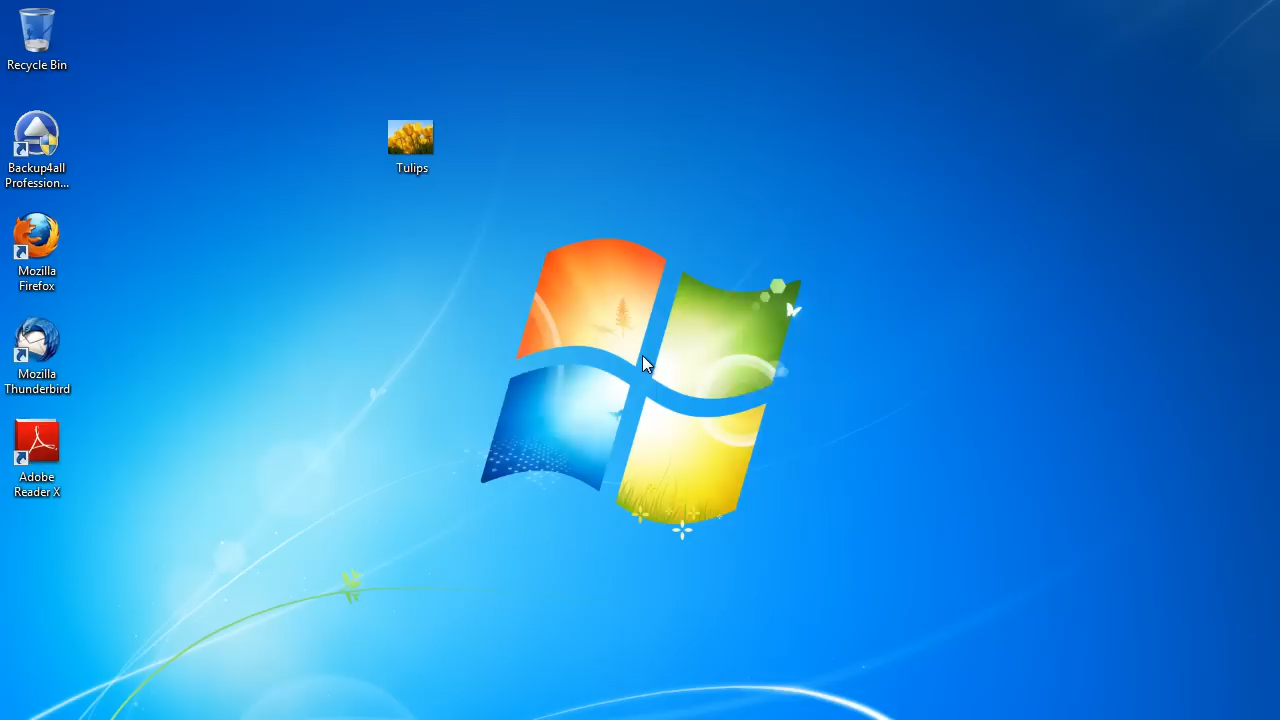 Recycle Bin
Backup4all
Profession...
Mozilla
Firefox
Mozilla
Thunderbird
Adobe
Reader X
Tulips